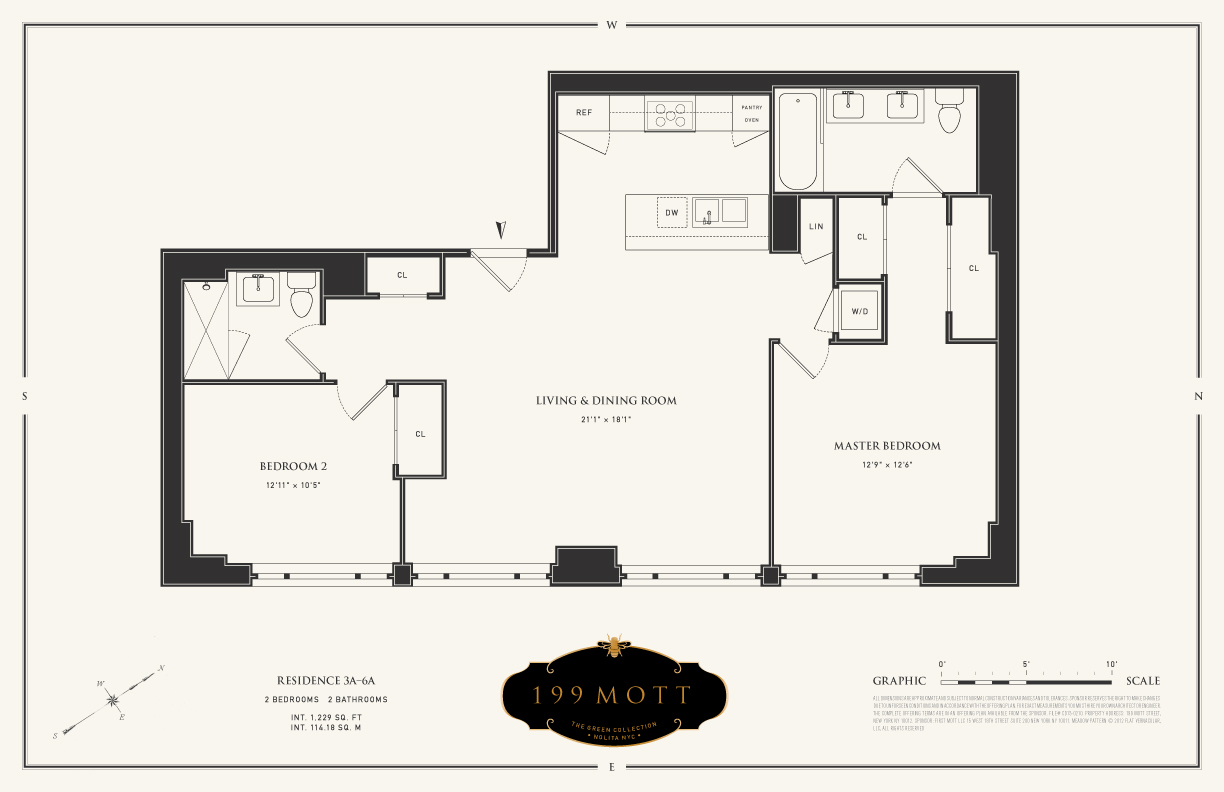 W
REF
PANTRY
OVEN
DW
LIN
CL
CL
CL
W/D
S
N
LIVING & DINING ROOM
21'1" × 18'1"
CL
MASTER BEDROOM
12'9" × 12'6"
BEDROOM 2
12'11" × 10'5"
N
W
E
S
RESIDENCE 3A–6A
2 BEDROOMS 2 BATHROOMS
INT. 1,229 SQ. FT
INT. 114.18 SQ. M
199 MOTT
THE GREEN COLLECTION
• NOLITA NYC •
0' 5' 10'
GRAPHIC SCALE
E